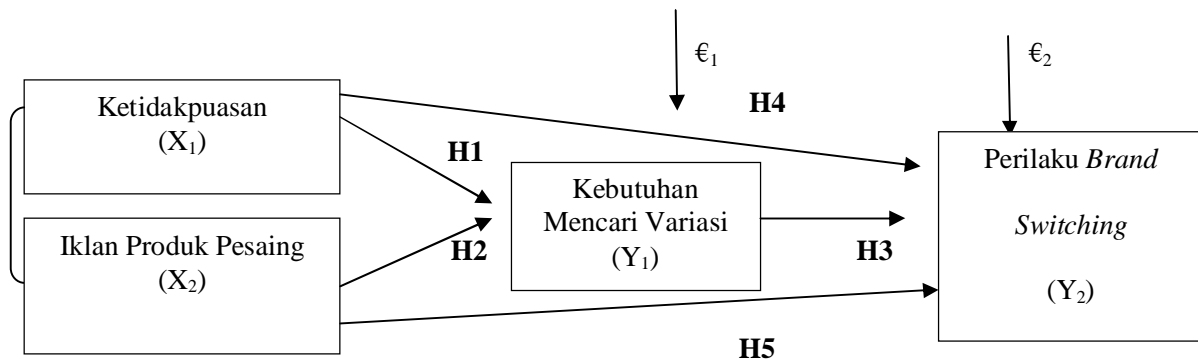 €1
€2
Ketidakpuasan
(X1)
H4
H1
Perilaku Brand
Switching
(Y2)
Kebutuhan
Mencari Variasi
(Y1)
Iklan Produk Pesaing
(X2)
H2
H3
H5